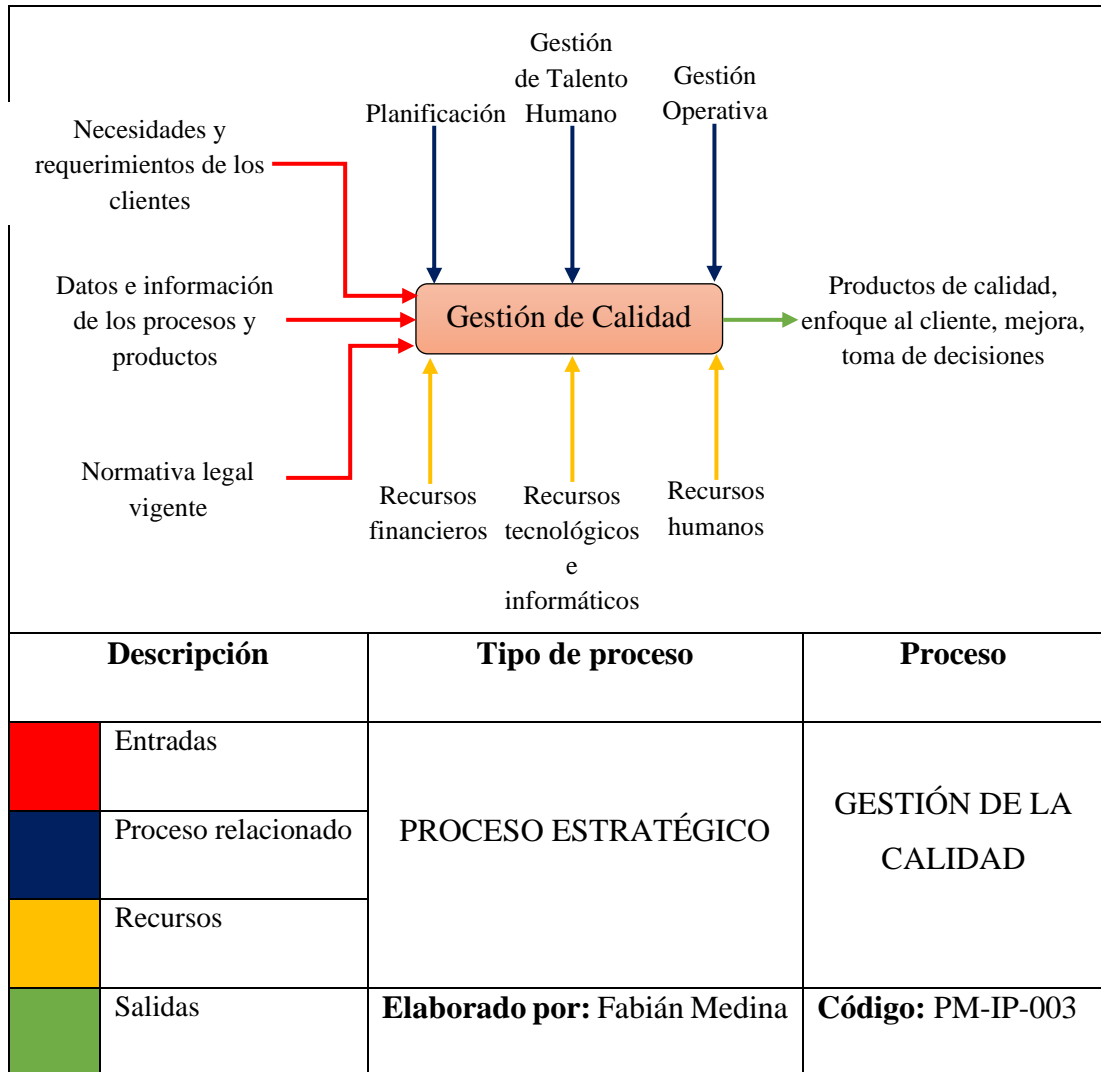 Gestión
de Talento
Humano
Planificación
Gestión
Operativa
Necesidades y
requerimientos de los
clientes
Datos e información
de los procesos y
productos
Gestión de Calidad
Productos de calidad,
enfoque al cliente, mejora,
toma de decisiones
Normativa legal
vigente
Recursos
financieros
Recursos
tecnológicos
e
informáticos
Recursos
humanos
Descripción
Tipo de proceso
Proceso
Entradas
Proceso relacionado
Recursos
Salidas
PROCESO ESTRATÉGICO
GESTIÓN DE LA
CALIDAD
Elaborado por: Fabián Medina
Código: PM-IP-003